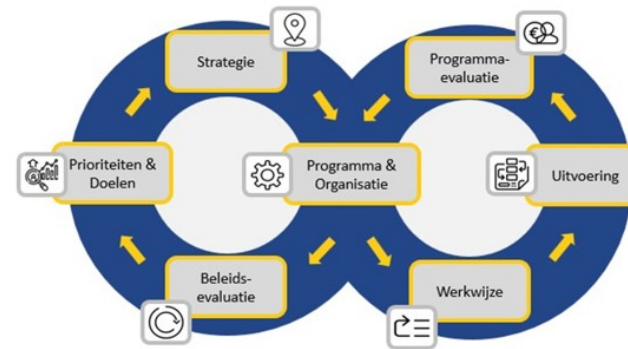 Strategie
Programma-
evaluatie
Prioriteiten &
Doelen
Programma &
Organisatie
Uitvoering
Beleids-
evaluatie
Werkwijze